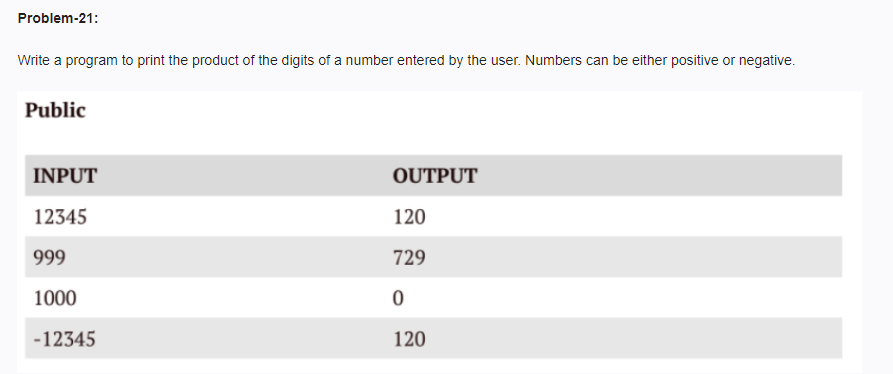 Problem-21:
Write a program to print the product of the digits of a number entered by the user. Numbers can be either positive or negative.
Public
INPUT OUTPUT
12345 120
999 729
1000 0
-12345 120